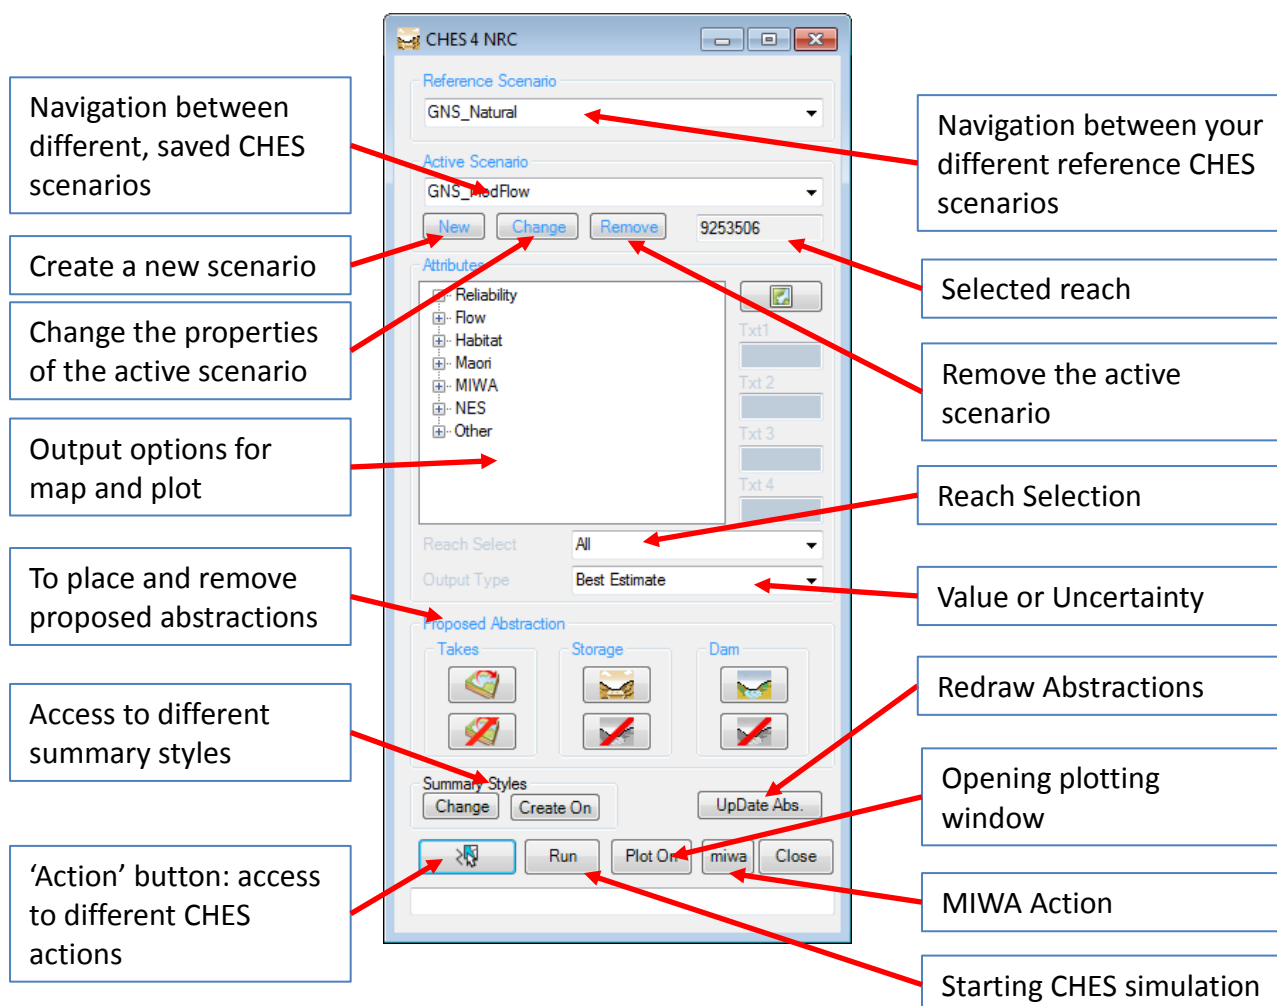 CHES 4 NRC
Navigation between
different, saved CHES
scenarios
Create a new scenario
Change the properties
of the active scenario
Output options for
map and plot
To place and remove
proposed abstractions
Access to different
summary styles
‘Action’ button: access
to different CHES
actions
Reference Scenario
GNS_Natural
Active Scenario
GNS_ModFlow
New
Change
Remove
9253506
Attributes
Reliability
Flow
Habitat
Maori
MIWA
NES
Other
Txt1
Txt 2
Txt 3
Txt 4
Reach Select
All
Output Type
Best Estimate
Proposed Abstraction
Takes
Storage
Dam
Summary Styles
Change
Create On
UpDate Abs.
Run
Plot On
miwa
Close
Navigation between your
different reference CHES
scenarios
Selected reach
Remove the active
scenario
Reach Selection
Value or Uncertainty
Redraw Abstractions
Opening plotting
window
MIWA Action
Starting CHES simulation